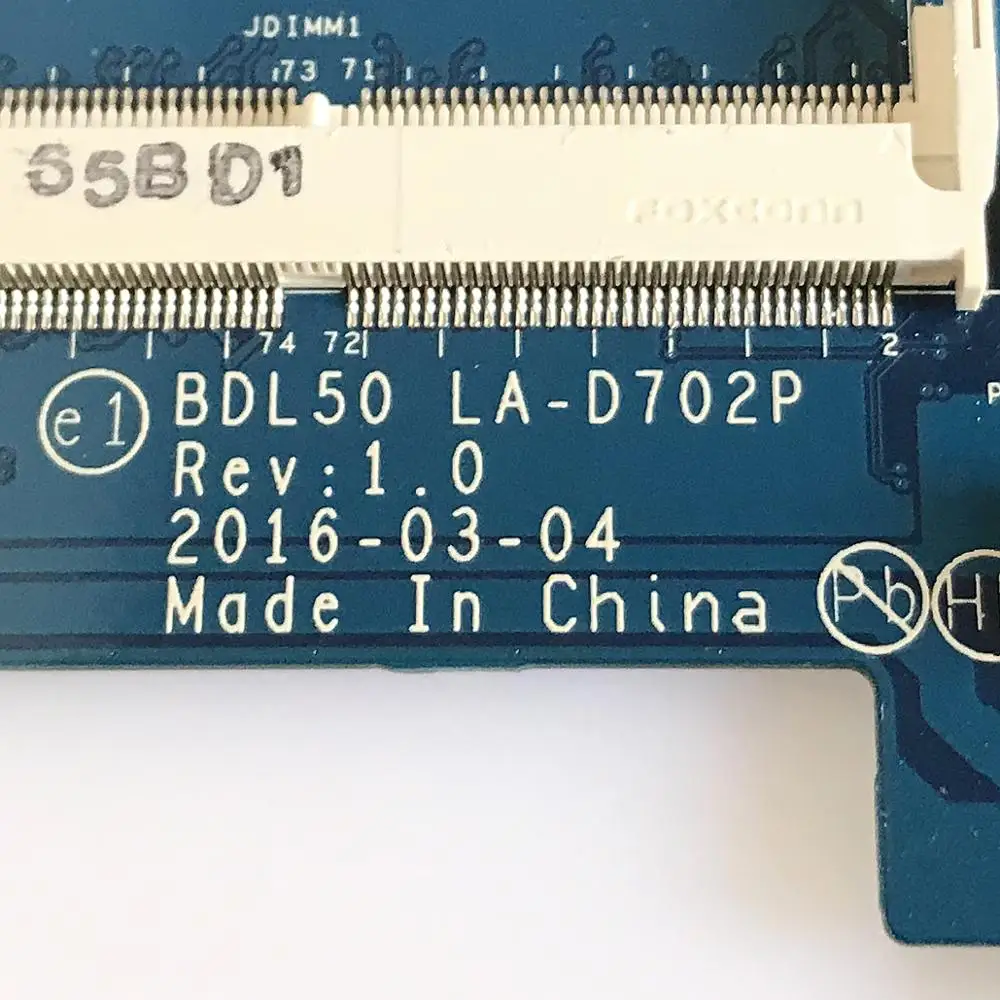 JDIMM1
73 71
65BD1
FOXCONN
74 72 2
e1
BDL50 LA-D702P
Rev:1.0
2016-03-04
Made In China
Pb